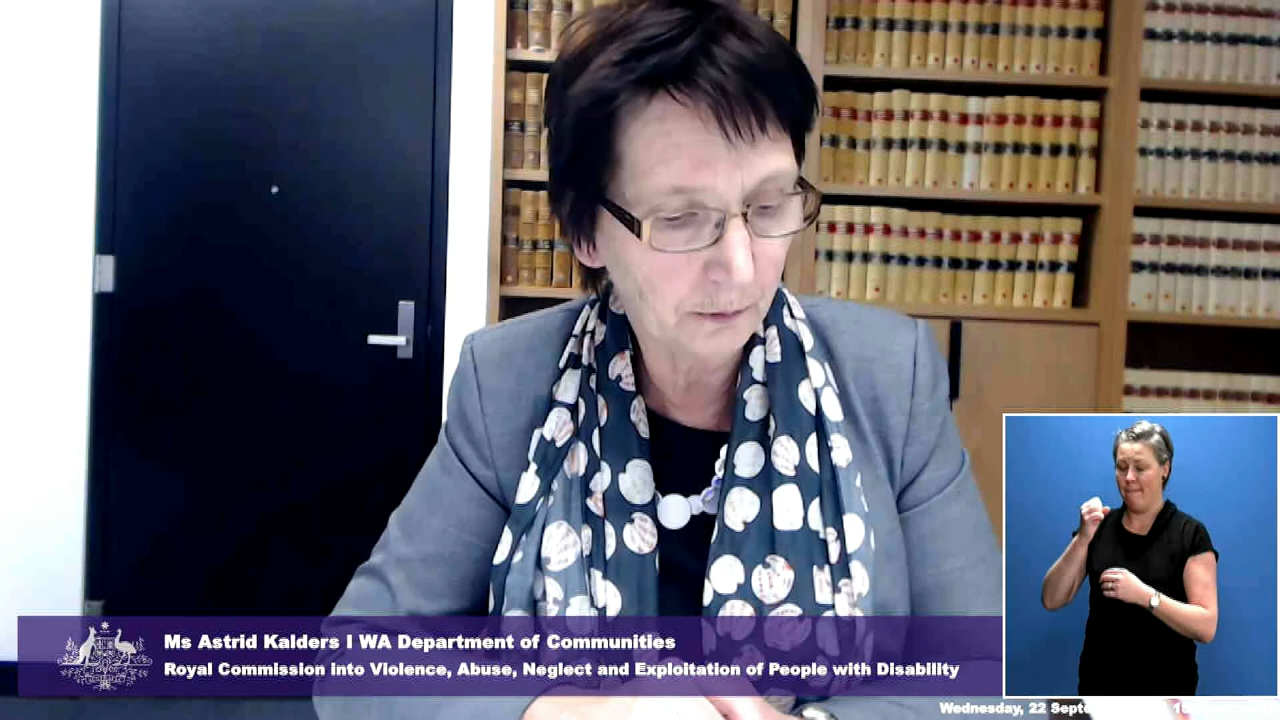 Ms Astrid Kalders I WA Department of Communities
Royal Commission into Violence, Abuse, Neglect and Exploitation of People with Disability
Wednesday, 22